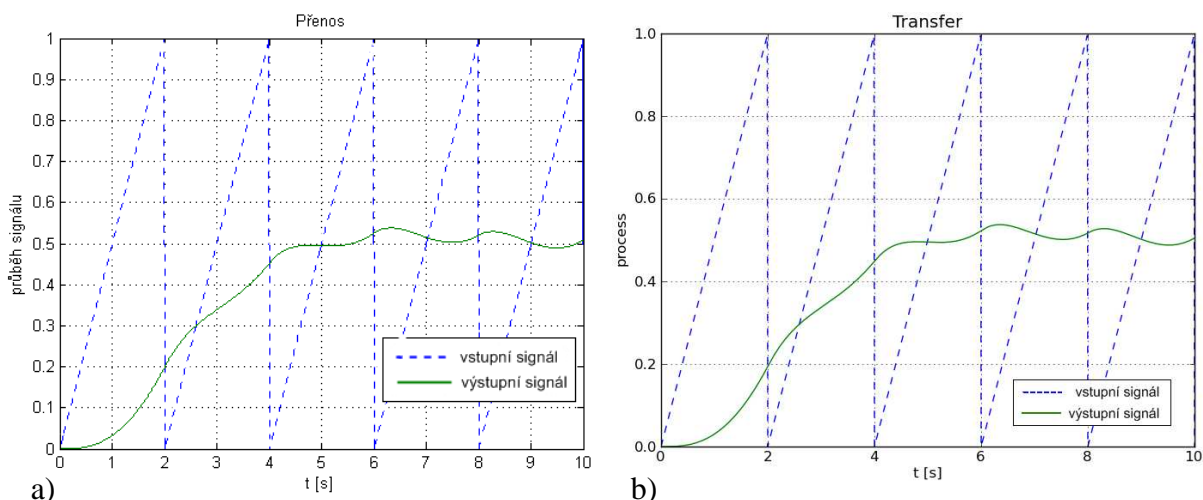 Přenos
1
0.9
0.8
0.7
0.6
0.5
0.4
0.3
0.2
0.1
0
průběh signálu
vstupní signál
výstupní signál
0 1 2 3 4 5 6 7 8 9 10
t [s]
a)
Transfer
1.0
0.8
0.6
0.4
0.2
0.0
process
vstupní signál
výstupní signál
2 4 6 8 10
t [s]
b)